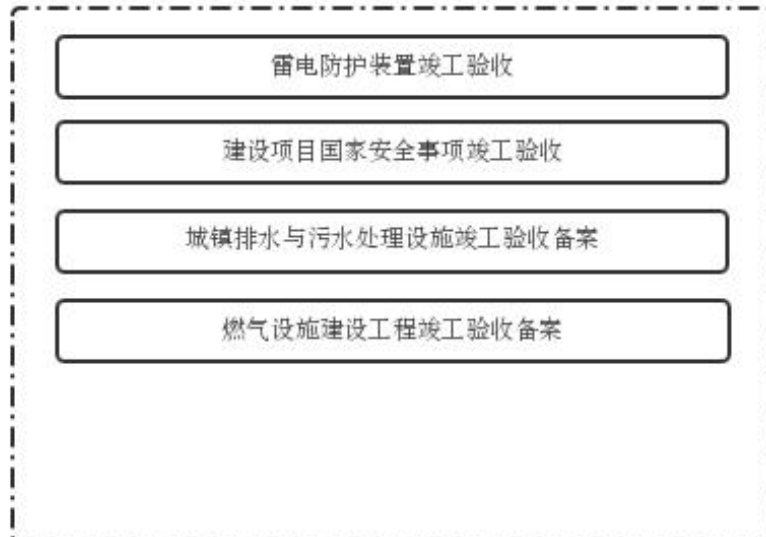 雷电防护装置竣工验收
建设项目国家安全事项竣工验收
城镇排水与污水处理设施竣工验收备案
燃气设施建设工程竣工验收备案